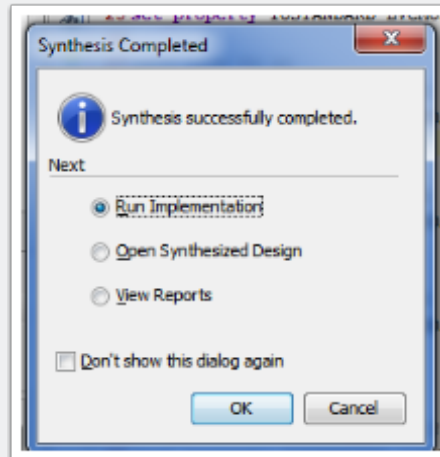 Synthesis Completed
Synthesis successfully completed.
Next
Run Implementation
Open Synthesized Design
View Reports
Don't show this dialog again
OK
Cancel